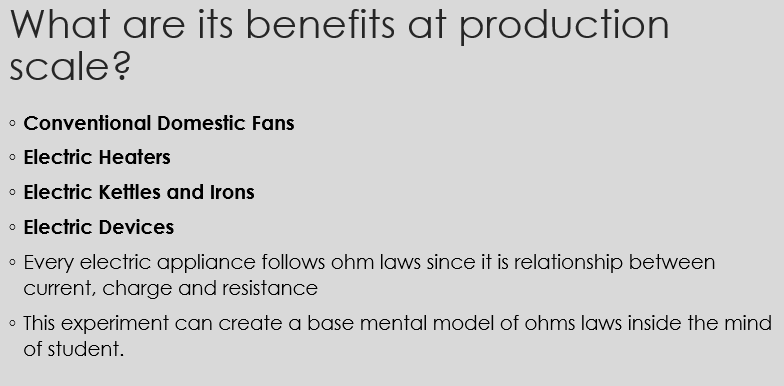 What are its benefits at production
scale?
◦ Conventional Domestic Fans
◦ Electric Heaters
◦ Electric Kettles and Irons
◦ Electric Devices
◦ Every electric appliance follows ohm laws since it is relationship between
current, charge and resistance
◦ This experiment can create a base mental model of ohms laws inside the mind
of student.